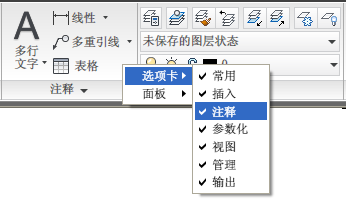 A
多行
文字
线性
多重引线
表格
注释
未保存的图层状态
0
选项卡
面板
常用
插入
注释
参数化
视图
管理
输出